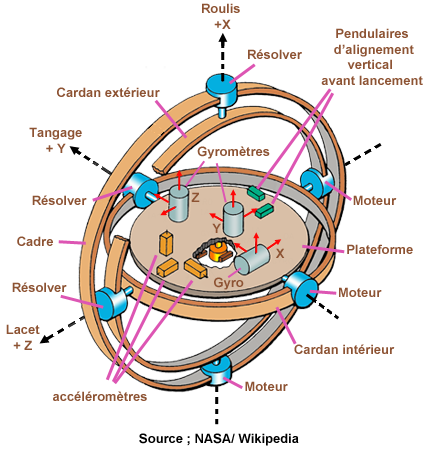 Roulis
+X
Pendulaires
d'alignement
vertical
avant lancement
Résolver
Cardan extérieur
Tangage
+ Y
Gyromètres
Résolver
Z
Moteur
Y
Cadre
X
Plateforme
Résolver
Gyro
Moteur
Lacet
+ Z
Cardan intérieur
accéléromètres
Moteur
Source ; NASA/ Wikipedia